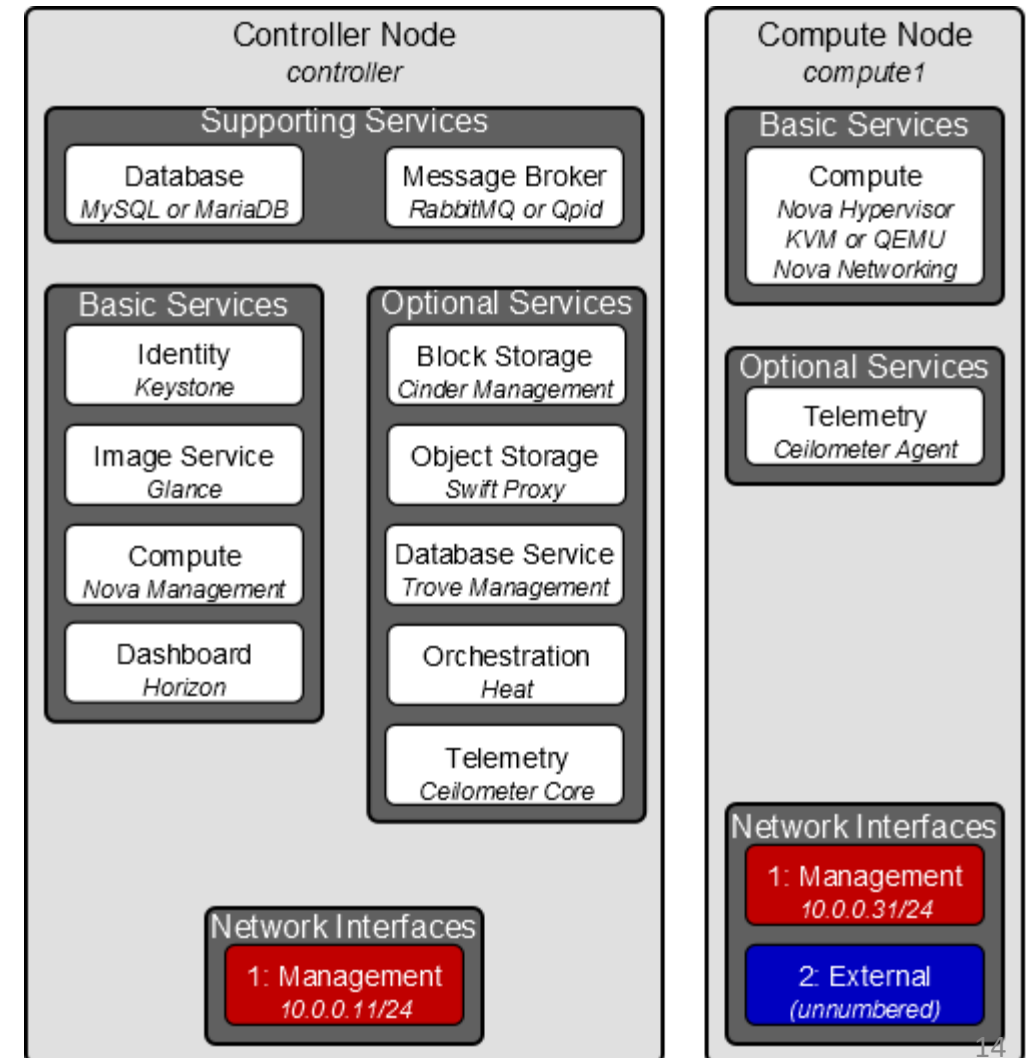 Controller Node
controller
Supporting Services
Database
MySQL or MariaDB
Message Broker
RabbitMQ or Qpid
Basic Services
Identity
Keystone
Image Service
Glance
Compute
Nova Management
Dashboard
Horizon
Optional Services
Block Storage
Cinder Management
Object Storage
Swift Proxy
Database Service
Trove Management
Orchestration
Heat
Telemetry
Ceilometer Core
Network Interfaces
1: Management
10.0.0.11/24
Compute Node
compute1
Basic Services
Compute
Nova Hypervisor
KVM or QEMU
Nova Networking
Optional Services
Telemetry
Ceilometer Agent
Network Interfaces
1: Management
10.0.0.31/24
2: External
(unnumbered)
14